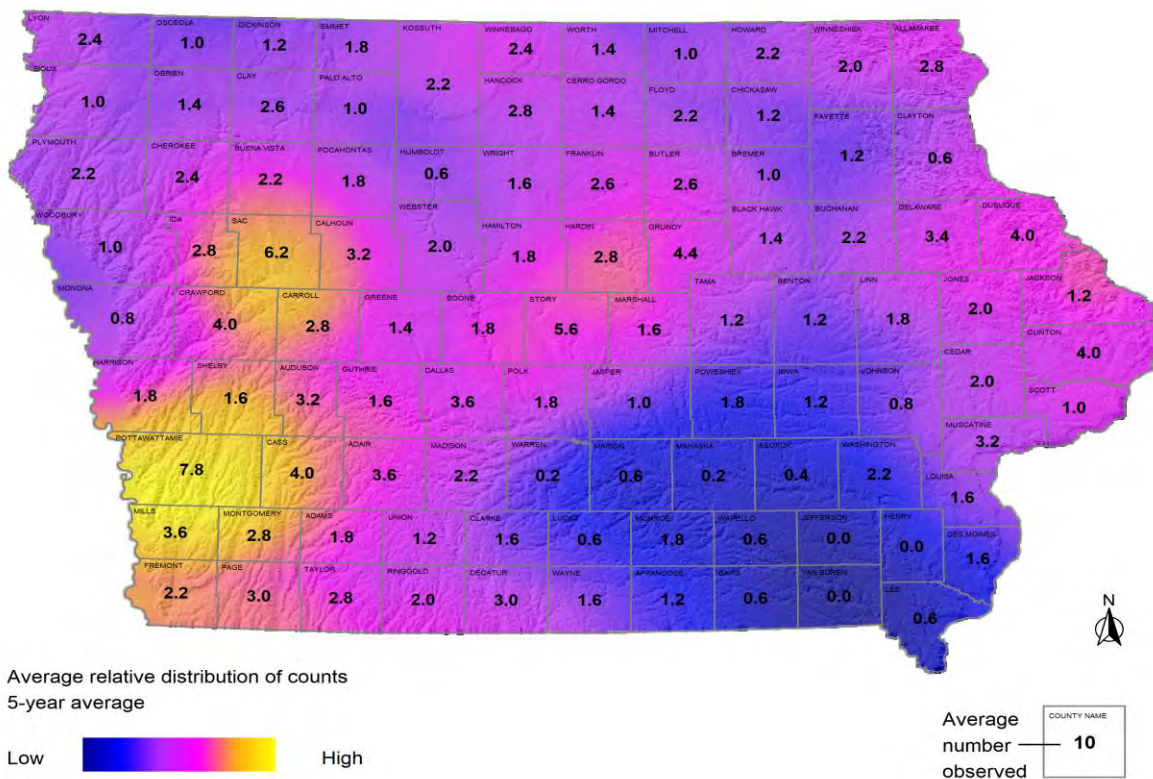 LYON OSCEOLA DICKINSON EMMET KOSSUTH WINNEBAGO WORTH MITCHELL HOWARD WINNESHIEK ALLAMAKEE
2.4 1.0 1.2 1.8 2.2 2.4 1.4 1.0 2.2 2.0 2.8
SIOUX OBRIEN CLAY PALO ALTO HANCOCK CERRO GORDO FLOYD CHICKASAW FAYETTE CLAYTON
1.0 1.4 2.6 1.0 2.8 1.4 2.2 1.2 1.2 0.6
PLYMOUTH CHEROKEE BUENA VISTA POCAHONTAS HUMBOLDT WRIGHT FRANKLIN BUTLER BREMER
2.2 2.4 2.2 1.8 0.6 1.6 2.6 2.6 1.0
WOODBURY IDA SAC CALHOUN WEBSTER HAMILTON HARDIN GRUNDY BLACK HAWK BUCHANAN DELAWARE DUBUQUE
1.0 2.8 6.2 3.2 2.0 1.8 2.8 4.4 1.4 2.2 3.4 4.0
MONONA CRAWFORD CARROLL GREENE BOONE STORY MARSHALL TAMA BENTON LINN JONES JACKSON
0.8 4.0 2.8 1.4 1.8 5.6 1.6 1.2 1.2 1.8 2.0 1.2
CLINTON
4.0
HARRISON SHELBY AUDUBON GUTHRIE DALLAS POLK JASPER POWESHIEK IOWA JOHNSON CEDAR SCOTT
1.8 1.6 3.2 1.6 3.6 1.8 1.0 1.8 1.2 0.8 2.0 1.0
POTTAWATTAMIE CASS ADAIR MADISON WARREN MARION MAHASHA KEOKUK WASHINGTON MUSCATINE
7.8 4.0 3.6 2.2 0.2 0.6 0.2 0.4 2.2 3.2
LOUISA
1.6
MILLS MONTGOMERY ADAMS UNION CLARKE LUCAS MONROE WAPELLO JEFFERSON HENRY DES MOINES
3.6 2.8 1.8 1.2 1.6 0.6 1.8 0.6 0.0 0.0 1.6
FREMONT PAGE TAYLOR RINGGOLD DECATUR WAYNE APPANOOSE DAVIS VAN BUREN LEE
2.2 3.0 2.8 2.0 3.0 1.6 1.2 0.6 0.0 0.6
N
Average relative distribution of counts
5-year average
Low High
Average
number
observed
COUNTY NAME
10